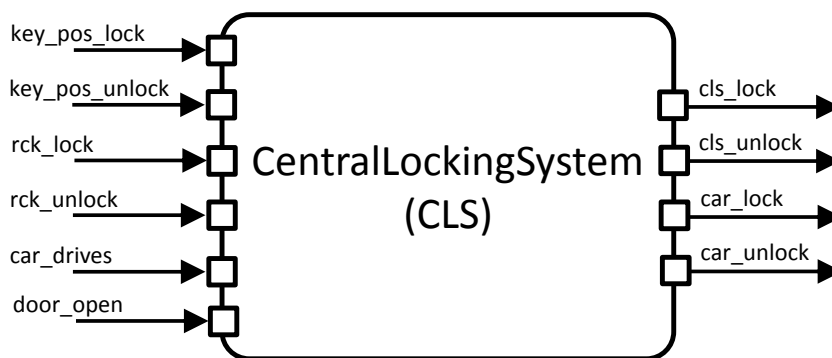 key_pos_lock
key_pos_unlock
rck_lock
rck_unlock
car_drives
door_open
CentralLockingSystem
(CLS)
cls_lock
cls_unlock
car_lock
car_unlock